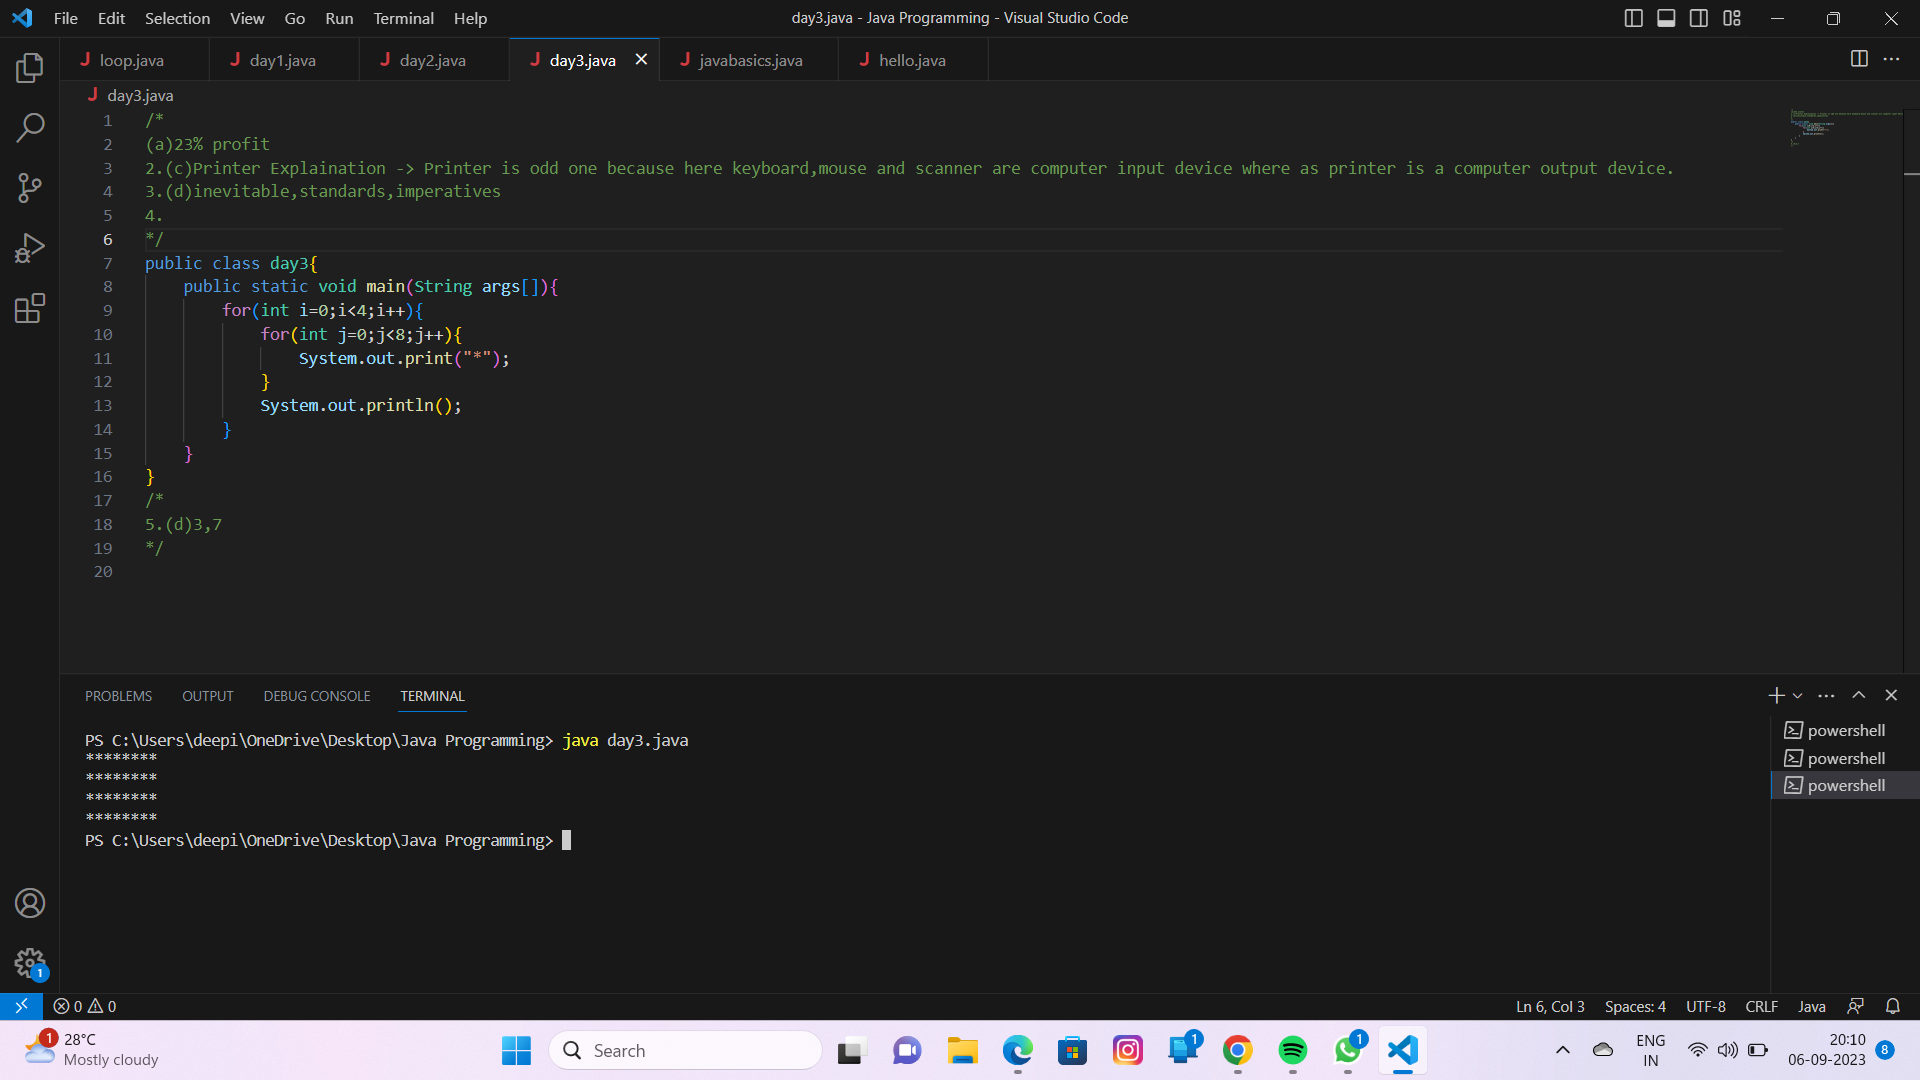 File Edit Selection View Go Run Terminal Help
day3.java - Java Programming - Visual Studio Code
J loop.java J day1.java J day2.java J day3.java J javabasics.java J hello.java
J day3.java
1 /*
2 (a)23% profit
3 2.(c)Printer Explaination -> Printer is odd one because here keyboard,mouse and scanner are computer input device where as printer is a computer output device.
4 3.(d)inevitable,standards,imperatives
5 4.
6 */
7 public class day3{
8 public static void main(String args[]){
9 for(int i=0;i<4;i++){
10 for(int j=0;j<8;j++){
11 System.out.print("*");
12 }
13 System.out.println();
14 }
15 }
16 }
17 /*
18 5.(d)3,7
19 */
20
PROBLEMS OUTPUT DEBUG CONSOLE TERMINAL
PS C:\Users\deepi\OneDrive\Desktop\Java Programming> java day3.java
********
********
********
********
PS C:\Users\deepi\OneDrive\Desktop\Java Programming>
powershell
powershell
powershell
1
0 0 Ln 6, Col 3 Spaces: 4 UTF-8 CRLF Java
1 28°C
Mostly cloudy
Search
1
1
ENG
IN
20:10
06-09-2023
8